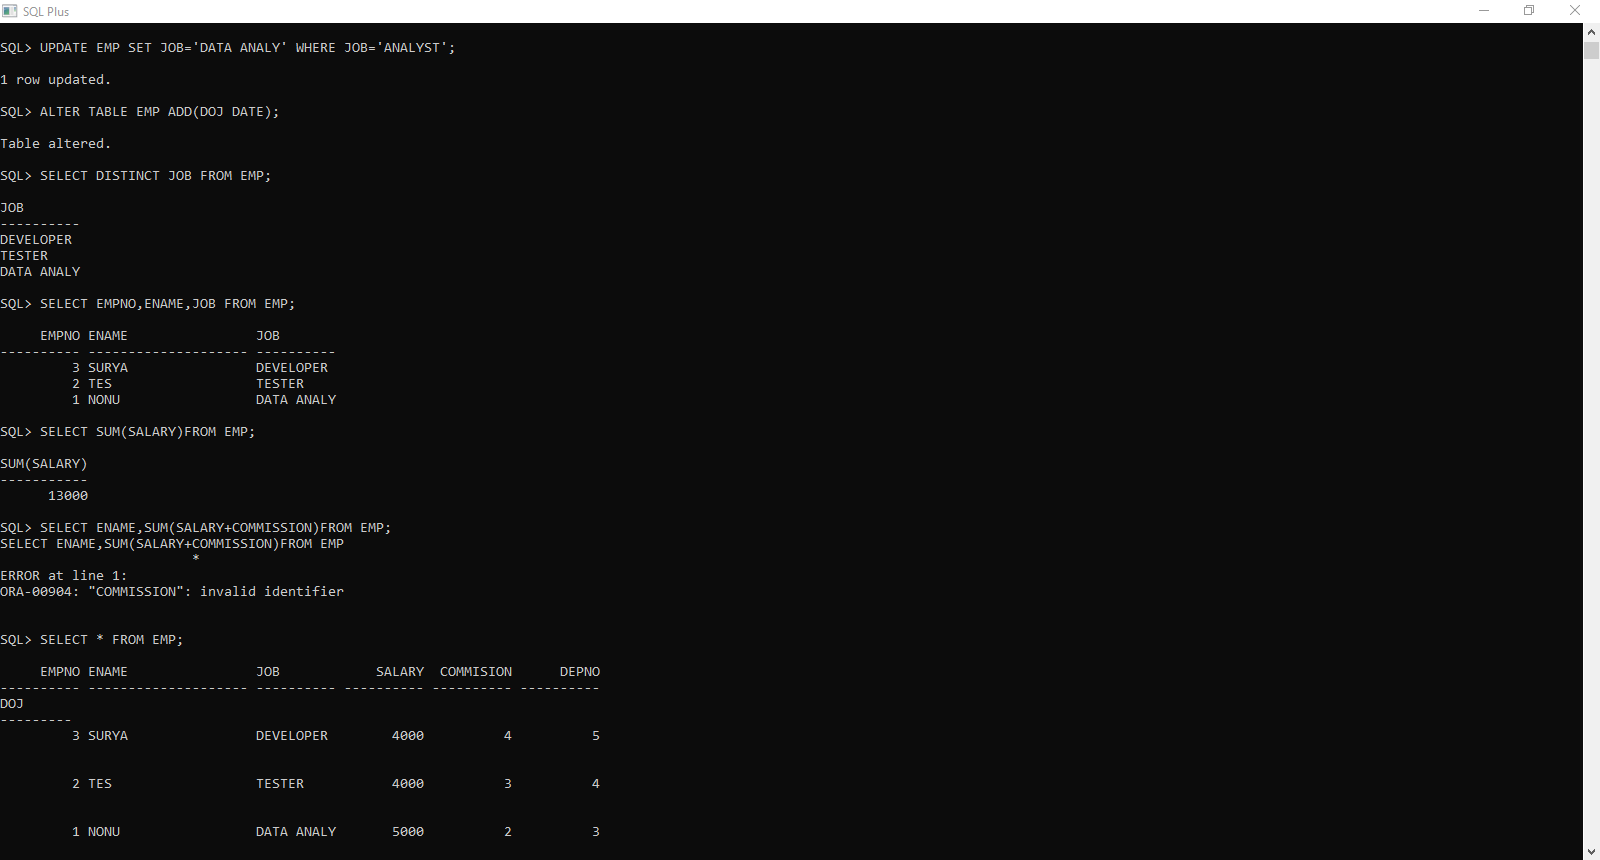 SQL Plus
SQL> UPDATE EMP SET JOB='DATA ANALY' WHERE JOB='ANALYST';
1 row updated.
SQL> ALTER TABLE EMP ADD(DOJ DATE);
Table altered.
SQL> SELECT DISTINCT JOB FROM EMP;
JOB
----------
DEVELOPER
TESTER
DATA ANALY
SQL> SELECT EMPNO,ENAME,JOB FROM EMP;
     EMPNO ENAME                JOB
---------- -------------------- ----------
         3 SURYA                DEVELOPER
         2 TES                  TESTER
         1 NONU                 DATA ANALY
SQL> SELECT SUM(SALARY)FROM EMP;
SUM(SALARY)
-----------
      13000
SQL> SELECT ENAME,SUM(SALARY+COMMISSION)FROM EMP;
SELECT ENAME,SUM(SALARY+COMMISSION)FROM EMP
                        *
ERROR at line 1:
ORA-00904: "COMMISSION": invalid identifier
SQL> SELECT * FROM EMP;
     EMPNO ENAME                JOB            SALARY  COMMISION      DEPNO
---------- -------------------- ---------- ---------- ---------- ----------
DOJ
---------
         3 SURYA                DEVELOPER        4000          4          5
         2 TES                  TESTER           4000          3          4
         1 NONU                 DATA ANALY       5000          2          3